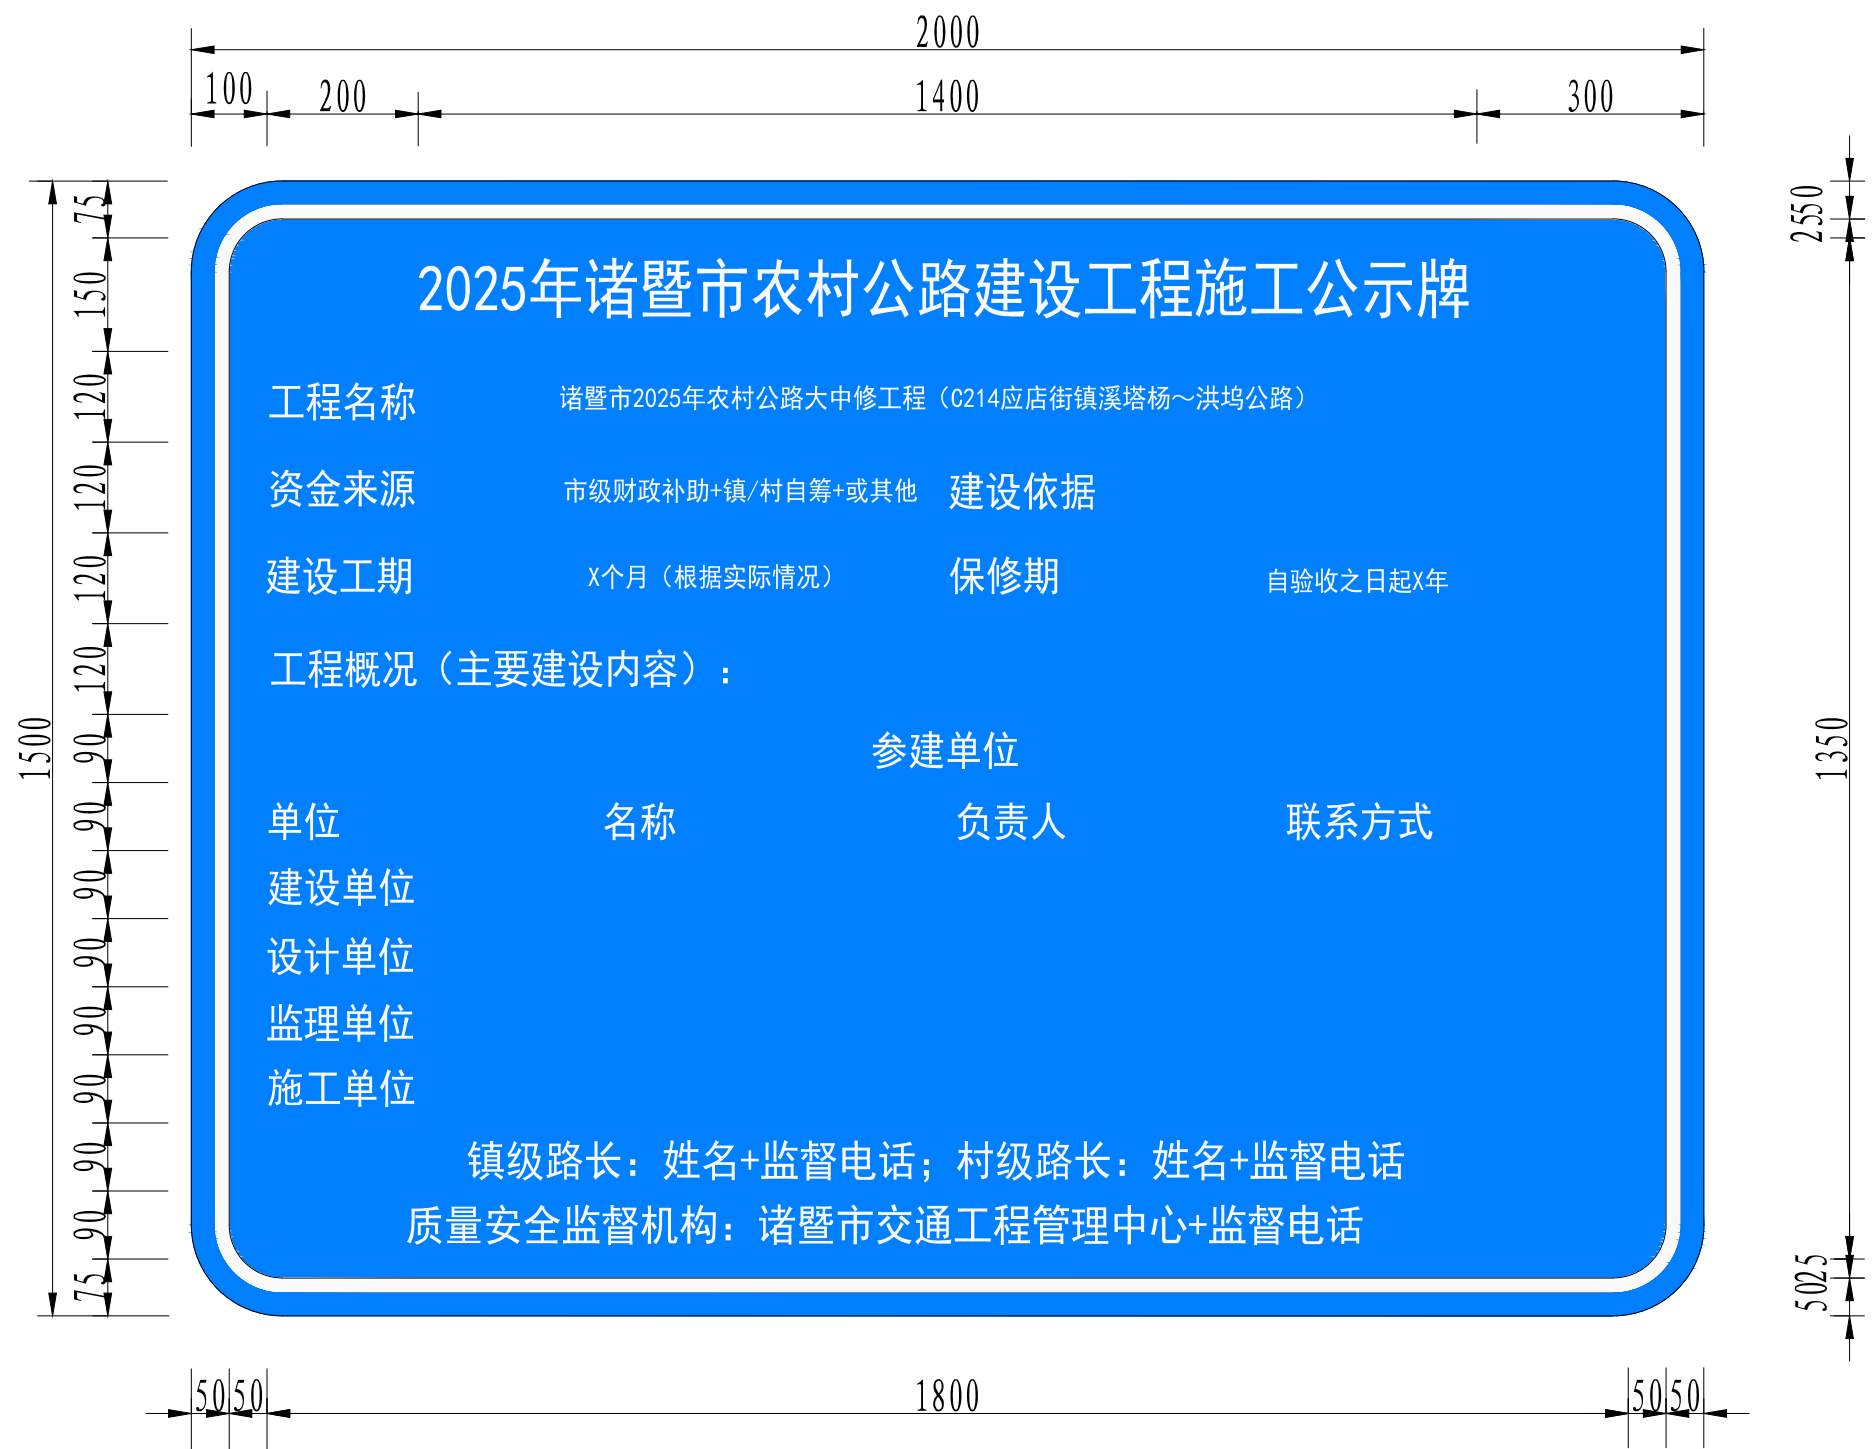 2000
100 200 1400 300
2025年诸暨市农村公路建设工程施工公示牌
工程名称 诸暨市2025年农村公路大中修工程（C214应店街镇溪塔杨～洪坞公路）
资金来源 市级财政补助+镇/村自筹+或其他 建设依据
建设工期 X个月（根据实际情况） 保修期 自验收之日起X年
工程概况（主要建设内容）：
参建单位
单位 名称 负责人 联系方式
建设单位
设计单位
监理单位
施工单位
镇级路长：姓名+监督电话；村级路长：姓名+监督电话
质量安全监督机构：诸暨市交通工程管理中心+监督电话
1500
75
150
120
120
120
120
90
90
90
90
90
90
90
90
75
50
25
1350
25
50
50 50 1800 50 50